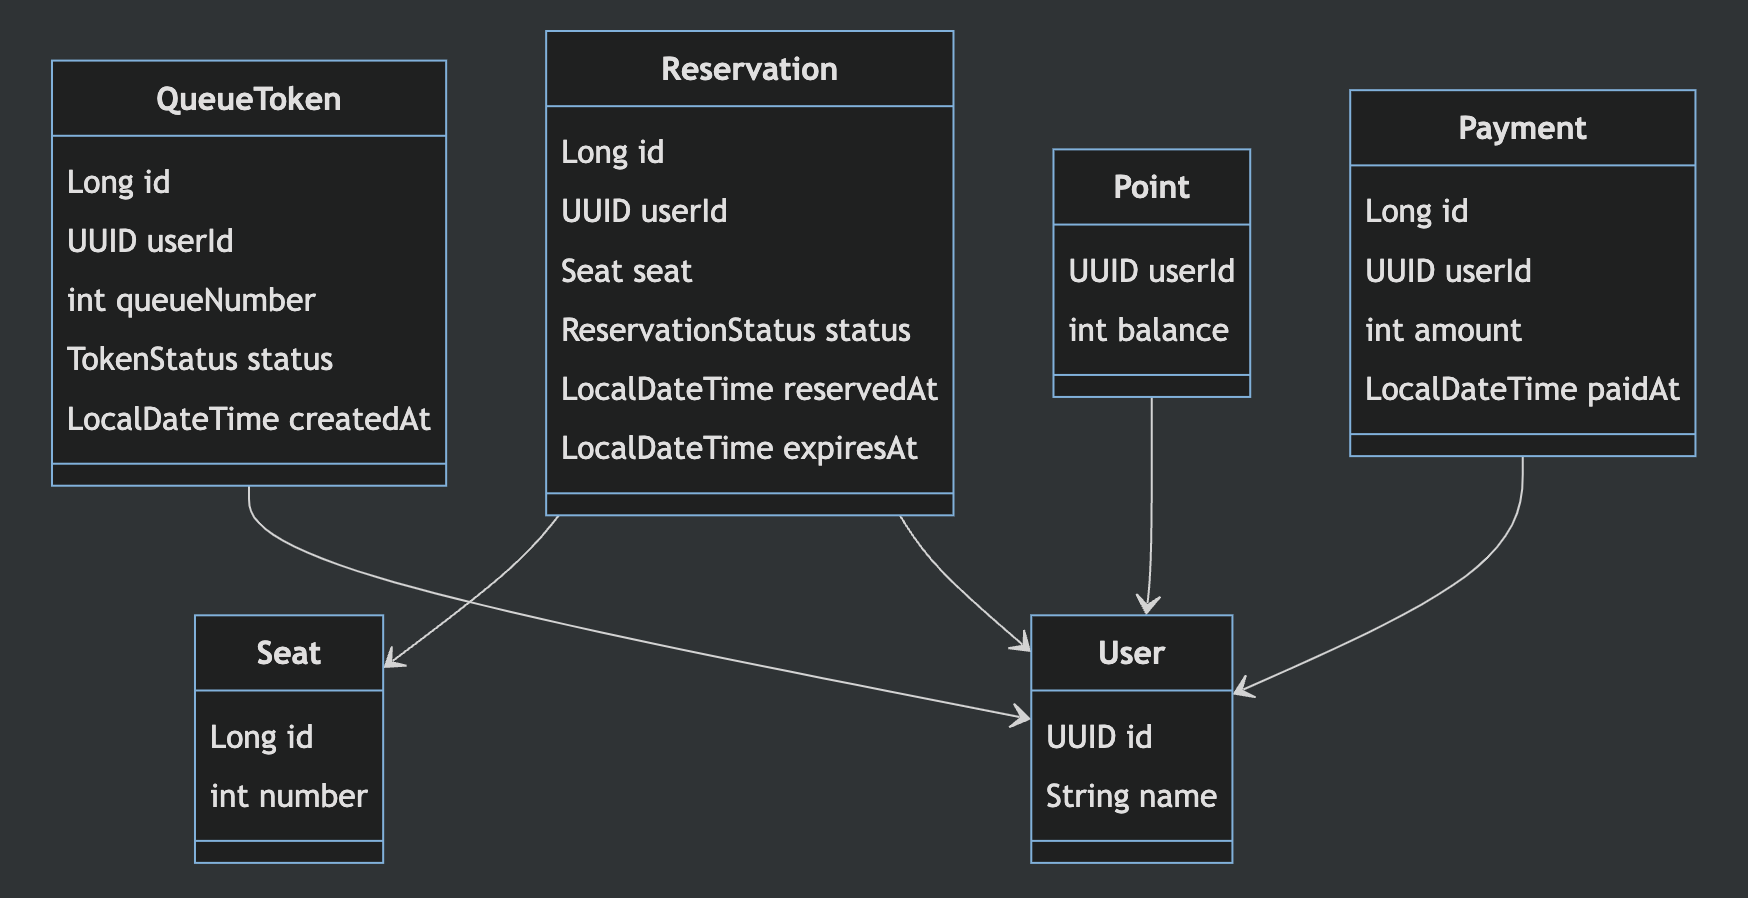 QueueToken
Long id
UUID userId
int queueNumber
TokenStatus status
LocalDateTime createdAt
Reservation
Long id
UUID userId
Seat seat
ReservationStatus status
LocalDateTime reservedAt
LocalDateTime expiresAt
Point
UUID userId
int balance
Payment
Long id
UUID userId
int amount
LocalDateTime paidAt
Seat
Long id
int number
User
UUID id
String name